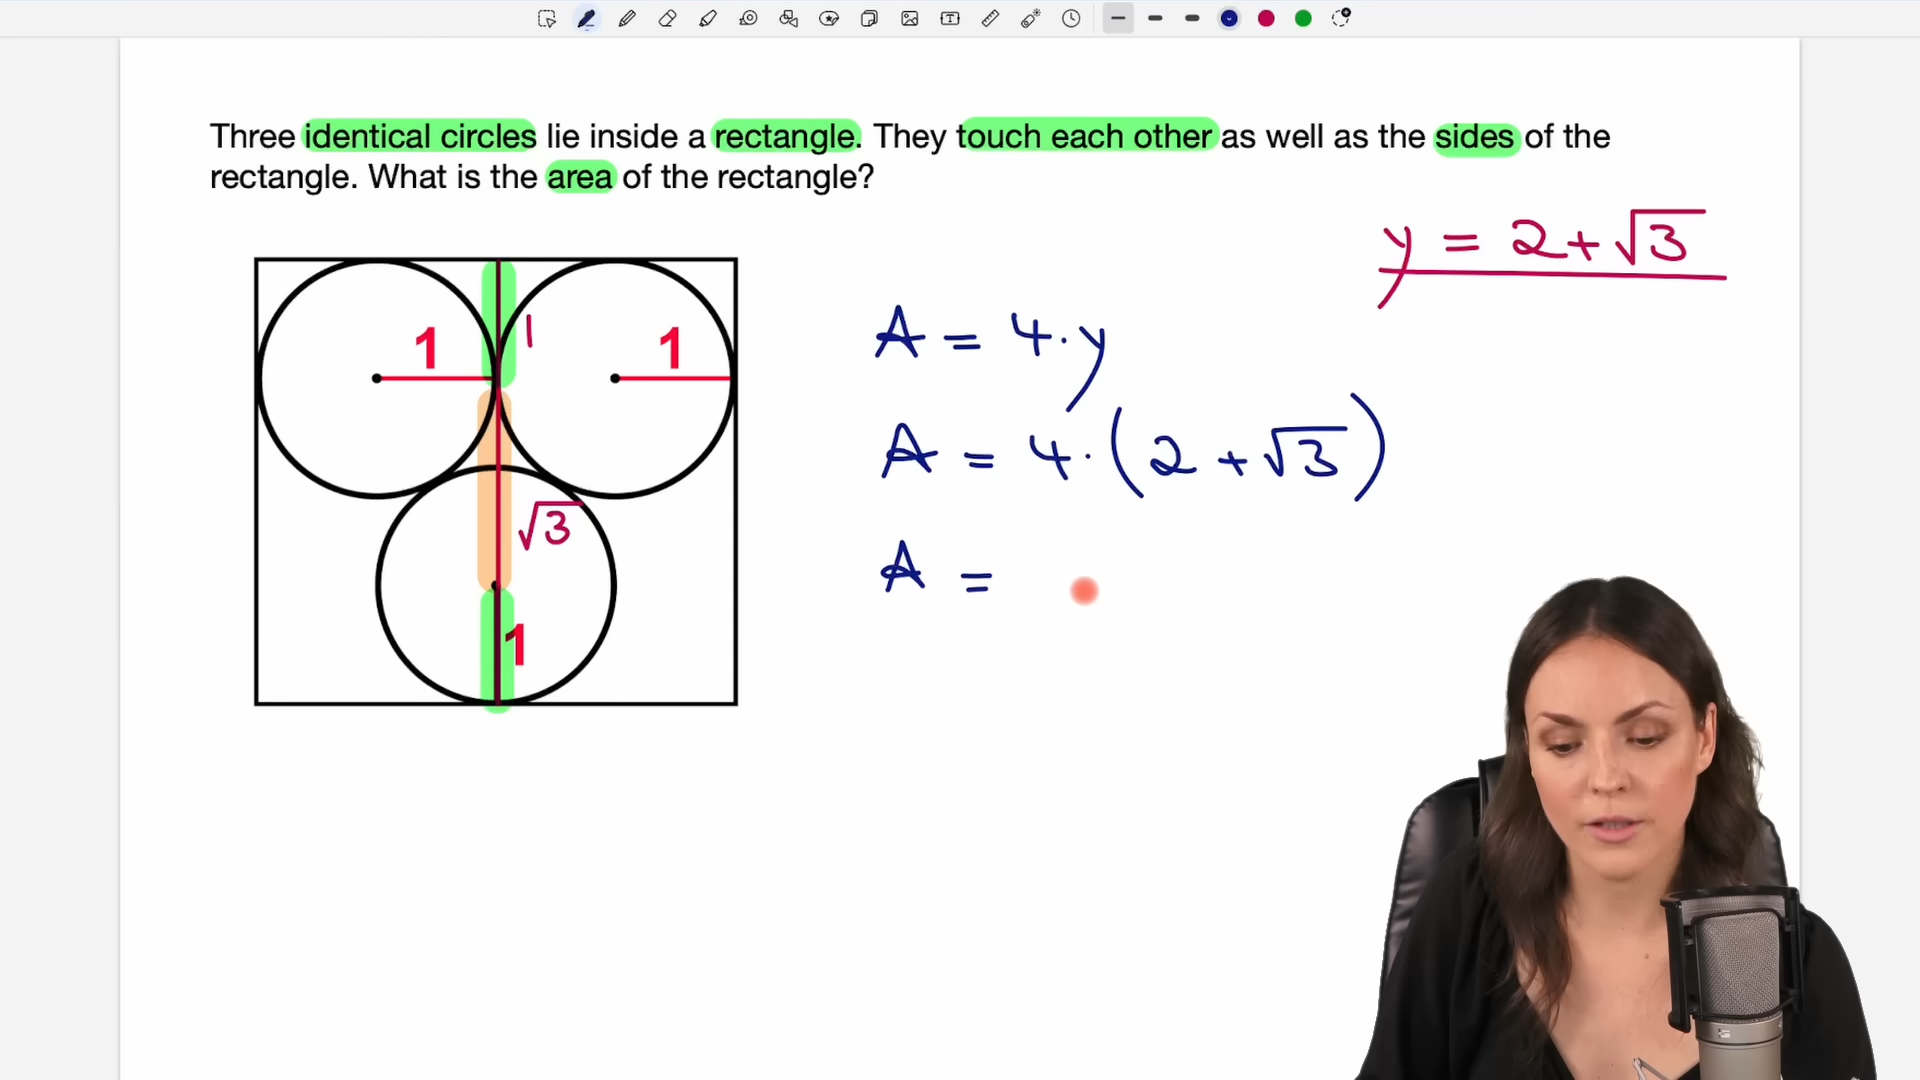 Three identical circles lie inside a rectangle. They touch each other as well as the sides of the
rectangle. What is the area of the rectangle?
y = 2 + √3
1
1
1
√3
1
A = 4 · y
A = 4 · (2 + √3)
A =